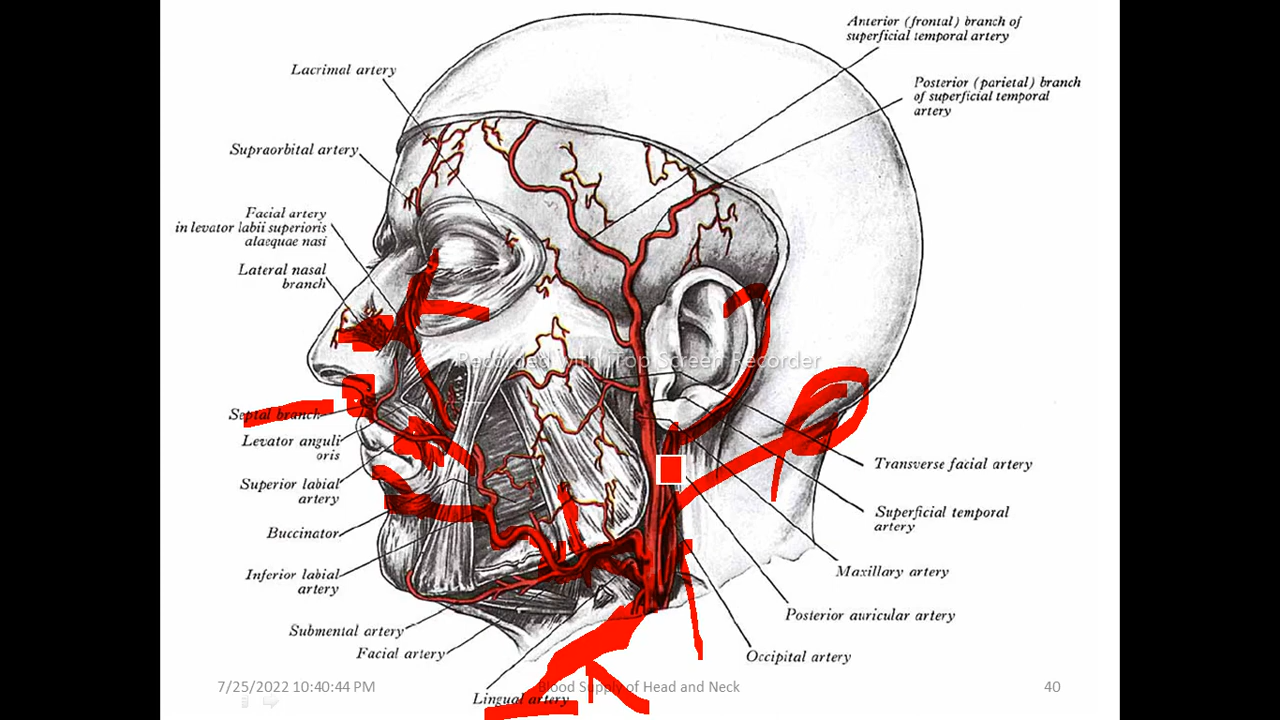 Anterior (frontal) branch of
superficial temporal artery
Lacrimal artery
Posterior (parietal) branch
of superficial temporal
artery
Supraorbital artery
Facial artery
in levator labii superioris
alaequae nasi
Lateral nasal
branch
Recorded with iTop Screen Recorder
Septal branch
Levator anguli
oris
Transverse facial artery
Superior labial
artery
Superficial temporal
artery
Buccinator
Maxillary artery
Inferior labial
artery
Posterior auricular artery
Submental artery
Facial artery
Occipital artery
7/25/2022 10:40:44 PM
Blood Supply of Head and Neck
40
Lingual artery